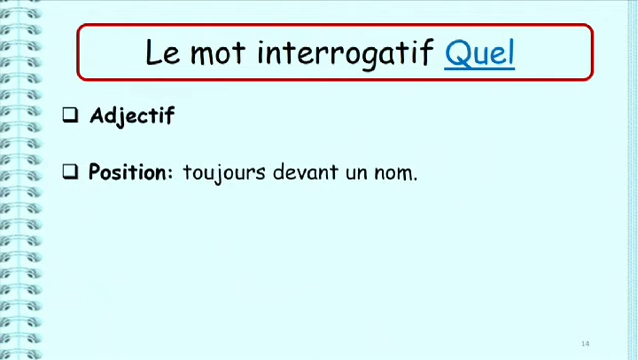 Le mot interrogatif Quel
Adjectif
Position: toujours devant un nom.
14